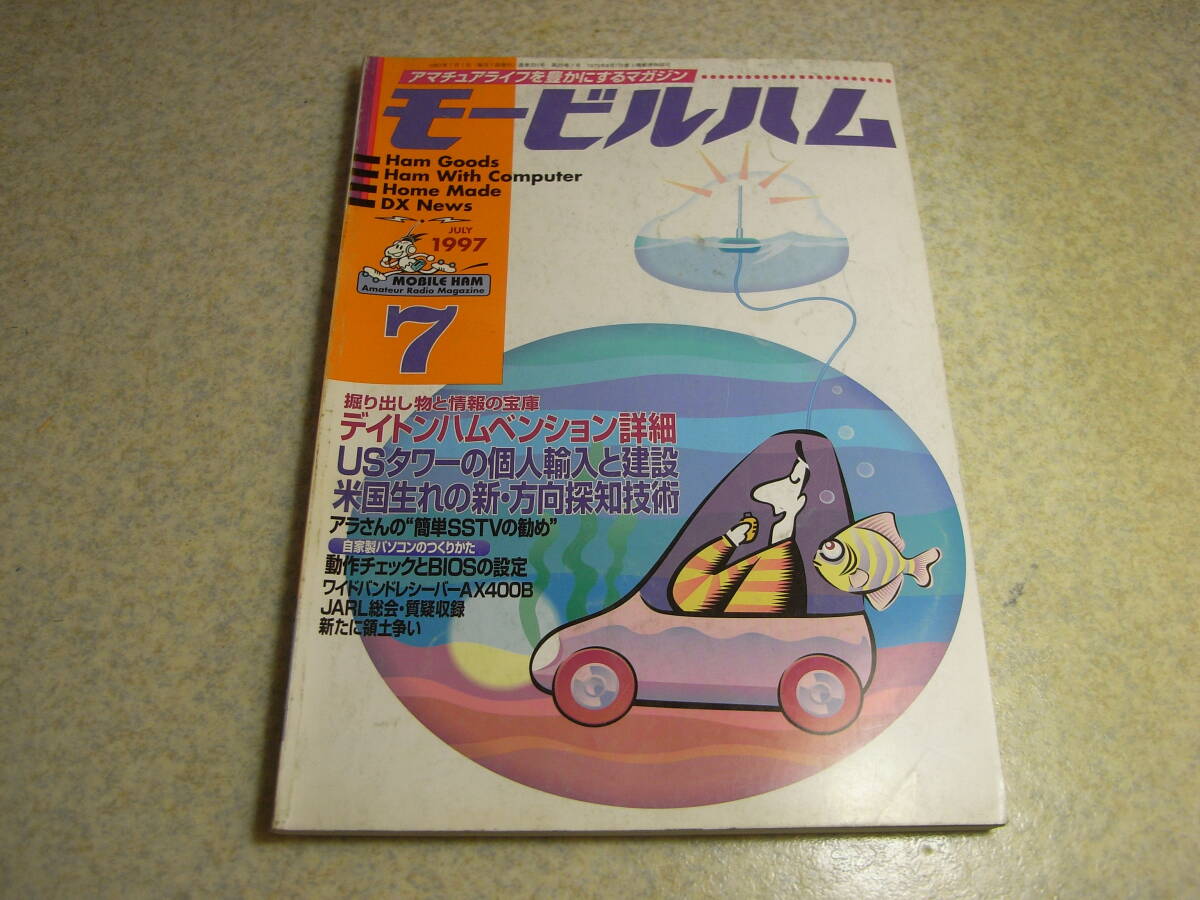 アマチュアライフを豊かにするマガジン
モービルハム
Ham Goods
Ham With Computer
Home Made
DX News
JULY
1997
MOBILE HAM
Amateur Radio Magazine
7
掘り出し物と情報の宝庫
デイトンハムベンション詳細
USタワーの個人輸入と建設
米国生れの新・方向探知技術
アラさんの“簡単SSTVの勧め”
自家製パソコンのつくりかた
動作チェックとBIOSの設定
ワイドバンドレシーバーAX400B
JARL総会・質疑収録
新たに領土争い